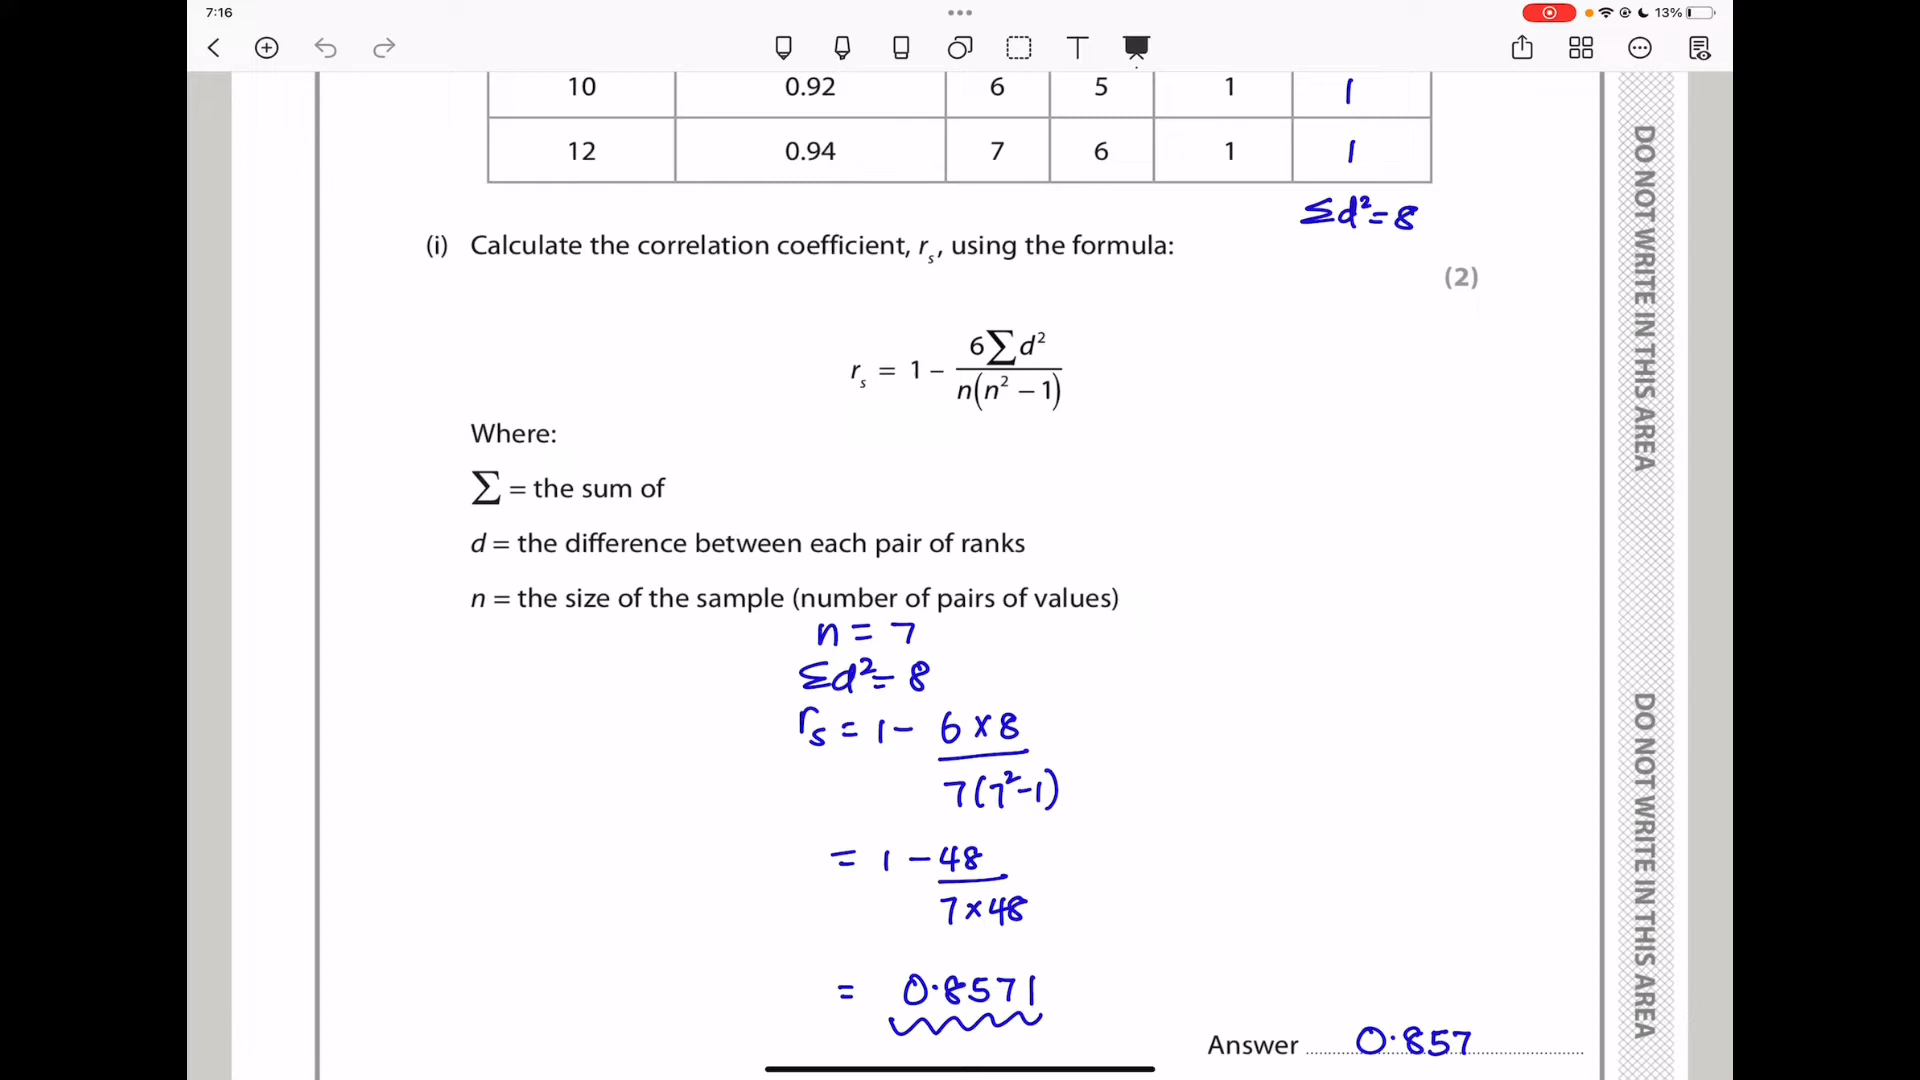 7:16
13%
10 0.92 6 5 1 1
12 0.94 7 6 1 1
Σd²=8
(i) Calculate the correlation coefficient, rₛ, using the formula:
(2)
rₛ = 1 – 6∑d² / n(n² – 1)
Where:
∑ = the sum of
d = the difference between each pair of ranks
n = the size of the sample (number of pairs of values)
n = 7
Σd²= 8
rₛ = 1 - 6 × 8 / 7(7²-1)
= 1 - 48 / 7×48
= 0.8571
Answer 0.857
DO NOT WRITE IN THIS AREA
DO NOT WRITE IN THIS AREA